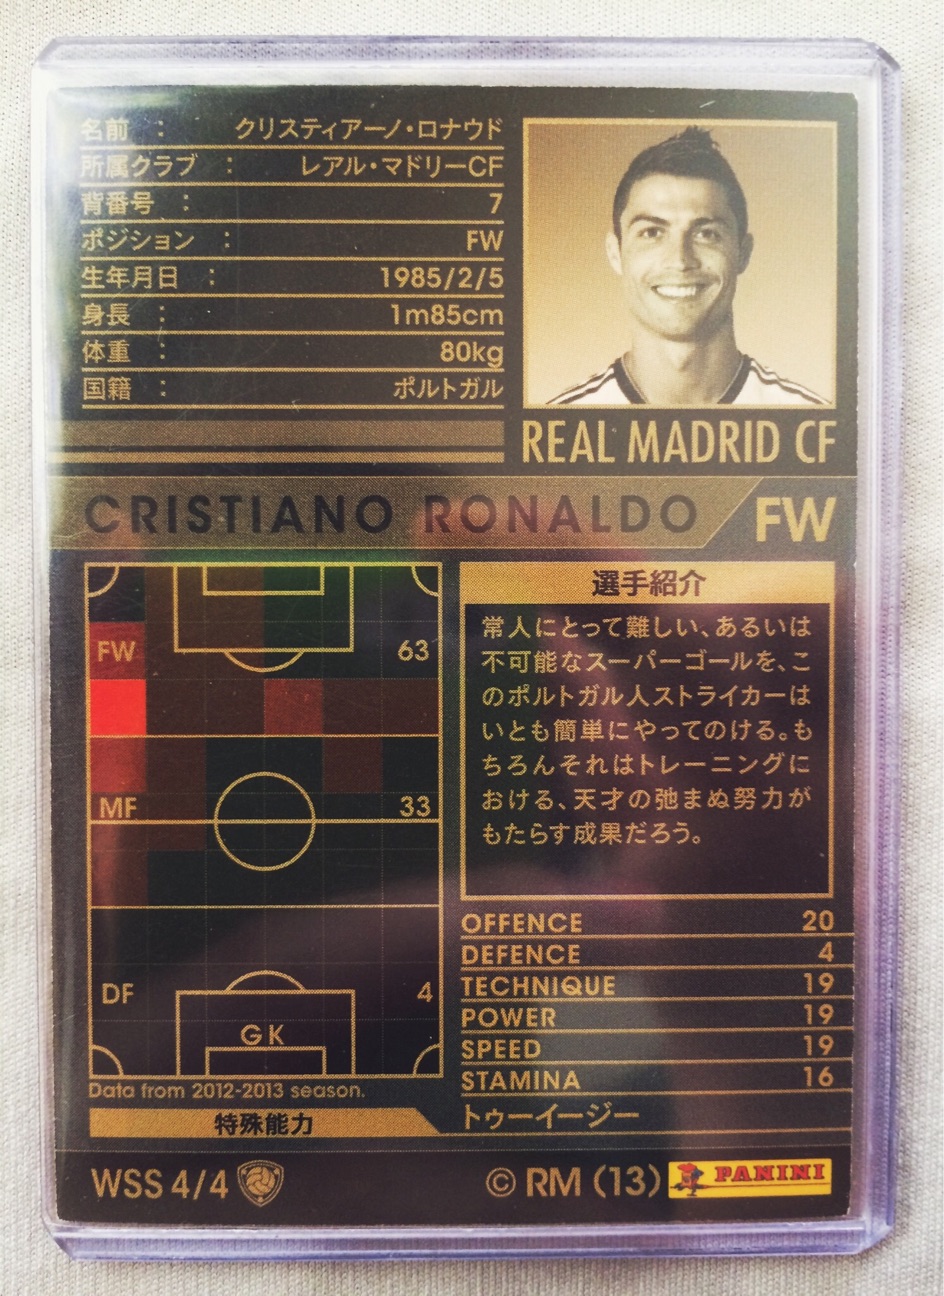 名前 : クリスティアーノ・ロナウド
所属クラブ : レアル・マドリーCF
背番号 : 7
ポジション : FW
生年月日 : 1985/2/5
身長 : 1m85cm
体重 : 80kg
国籍 : ポルトガル
REAL MADRID CF
CRISTIANO RONALDO FW
FW 63
MF 33
DF 4
GK
Data from 2012-2013 season.
選手紹介
常人にとって難しい、あるいは
不可能なスーパーゴールを、こ
のポルトガル人ストライカーは
いとも簡単にやってのける。も
ちろんそれはトレーニングに
おける、天才の弛まぬ努力が
もたらす成果だろう。
OFFENCE 20
DEFENCE 4
TECHNIQUE 19
POWER 19
SPEED 19
STAMINA 16
特殊能力 トゥーイージー
WSS 4/4 © RM (13) PANINI